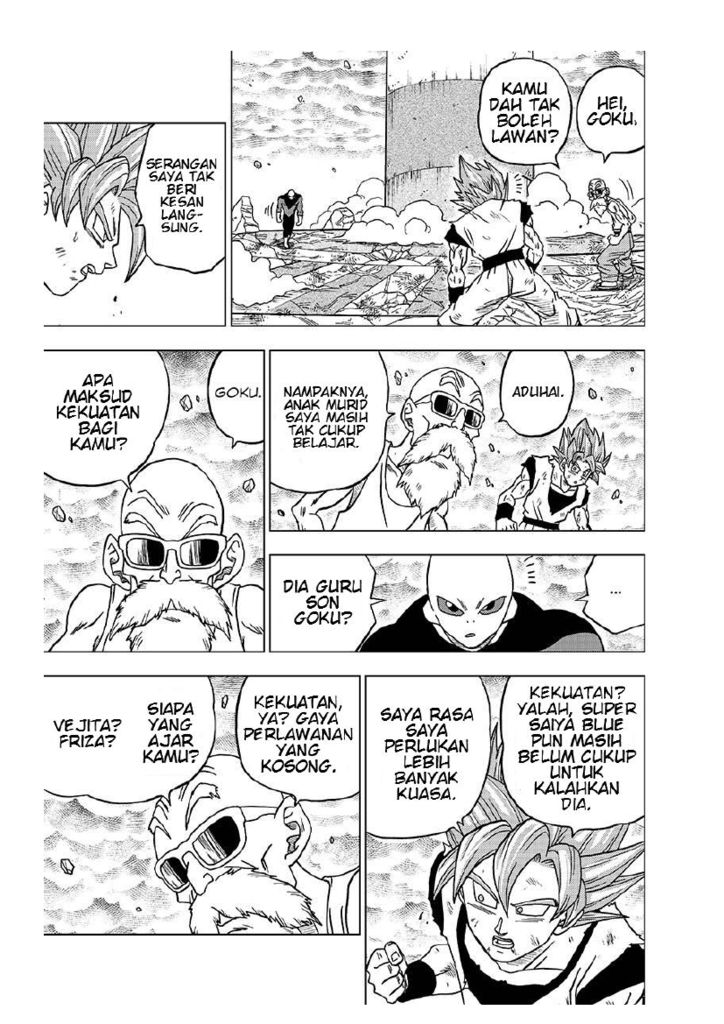 HEI,
GOKU,
KAMU
DAH TAK
BOLEH
LAWAN?
SERANGAN
SAYA TAK
BERI
KESAN
LANG-
SUNG.
ADUHAI.
NAMPAKNYA,
ANAK MURID
SAYA MASIH
TAK CUKUP
BELAJAR.
GOKU.
APA
MAKSUD
KEKUATAN
BAGI
KAMU?
...
DIA GURU
SON
GOKU?
KEKUATAN?
YALAH, SUPER
SAIYA BLUE
PUN MASIH
BELUM CUKUP
UNTUK
KALAHKAN
DIA.
SAYA RASA
SAYA
PERLUKAN
LEBIH
BANYAK
KUASA.
KEKUATAN,
YA? GAYA
PERLAWANAN
YANG
KOSONG.
SIAPA
YANG
AJAR
KAMU?
VEJITA?
FRIZA?